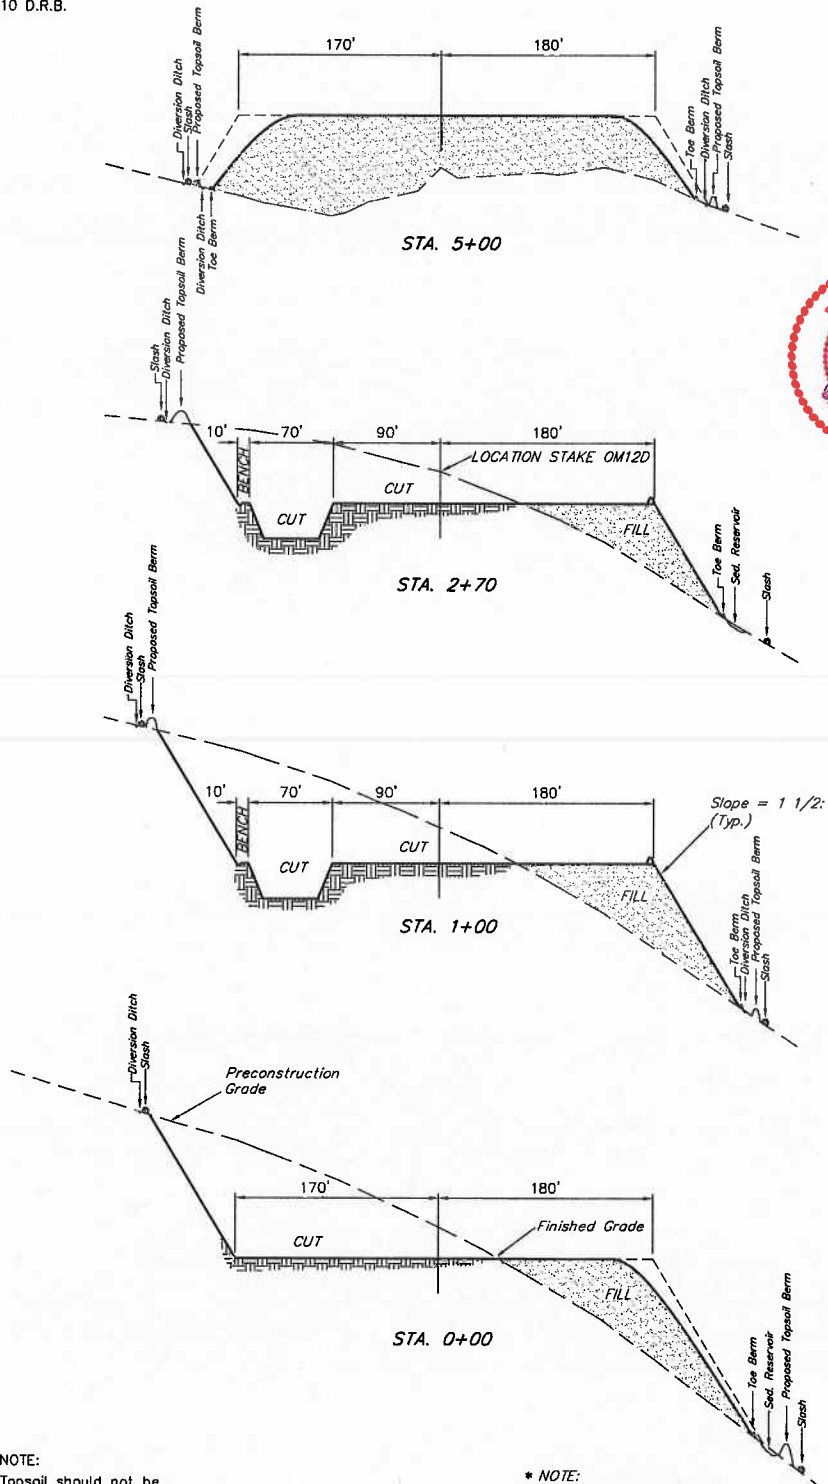 10 D.R.B.
170'
180'
Diversion Ditch
Slash
Proposed Topsoil Berm
Diversion Ditch
Toe Berm
Toe Berm
Diversion Ditch
Proposed Topsoil Berm
Slash
STA. 5+00
Slash
Diversion Ditch
Proposed Topsoil Berm
10'
70'
90'
180'
BENCH
CUT
CUT
LOCATION STAKE OM12D
FILL
Toe Berm
Sed. Reservoir
Slash
STA. 2+70
Diversion Ditch
Slash
Proposed Topsoil Berm
10'
70'
90'
180'
BENCH
CUT
CUT
Slope = 1 1/2:
(Typ.)
FILL
Toe Berm
Diversion Ditch
Proposed Topsoil Berm
Slash
STA. 1+00
Diversion Ditch
Slash
Preconstruction
Grade
170'
180'
CUT
Finished Grade
FILL
Toe Berm
Sed. Reservoir
Proposed Topsoil Berm
Slash
STA. 0+00
NOTE:
Topsoil should not be
* NOTE: